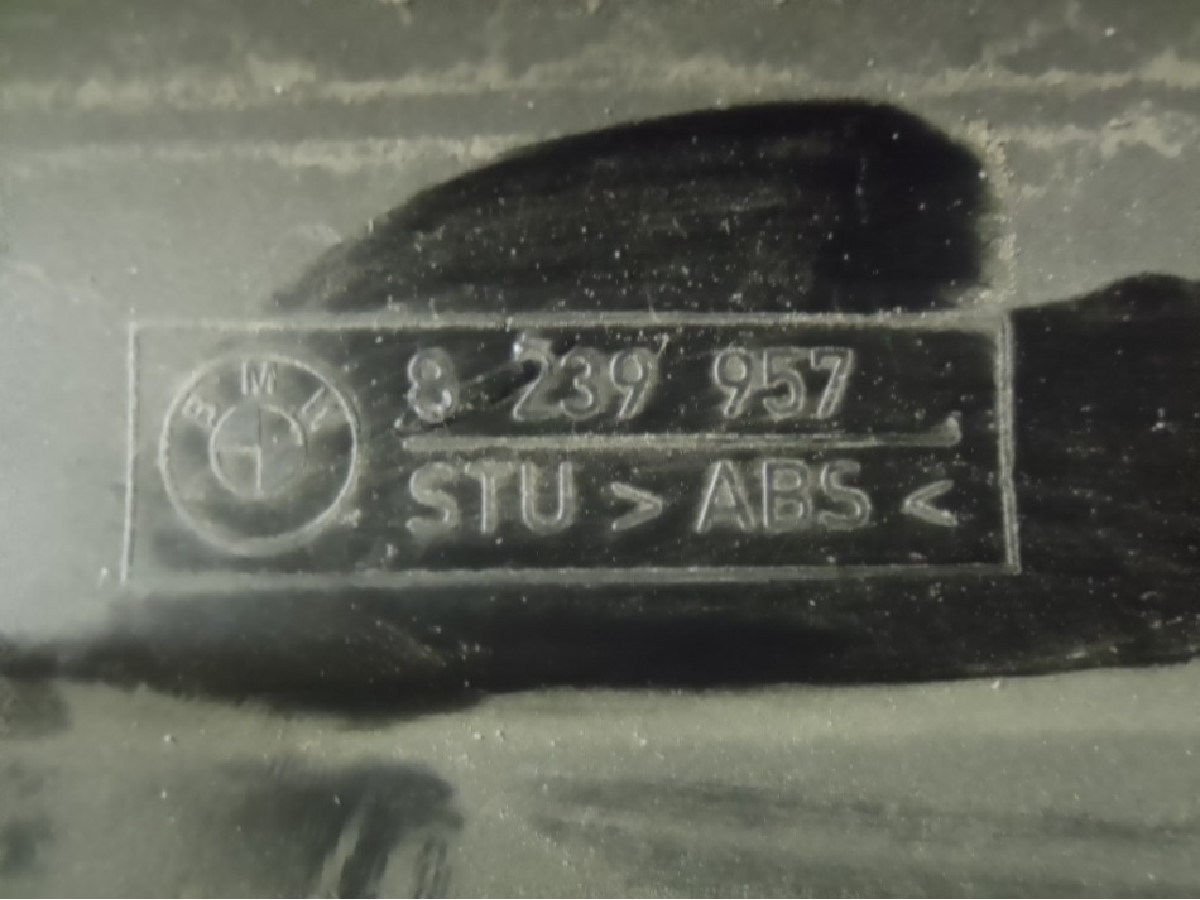 BMW
8 239 957
STU > ABS <